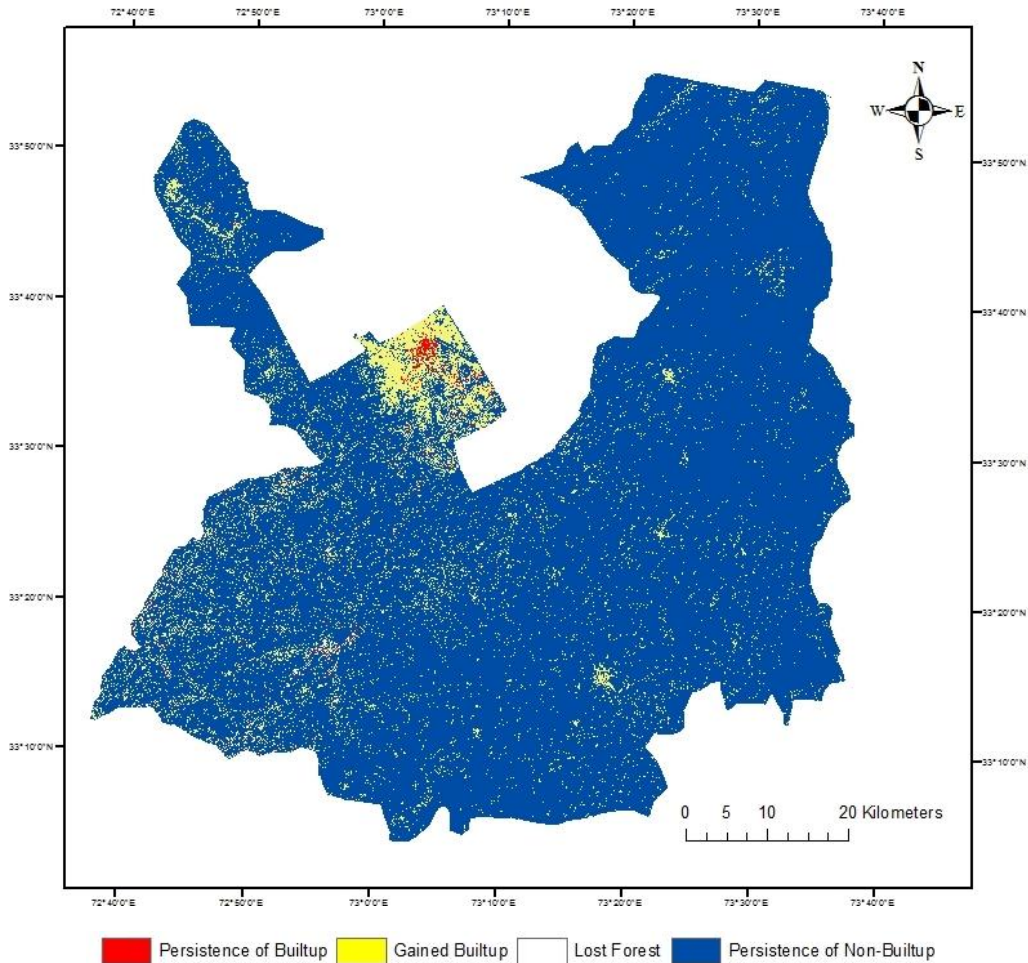 72°40'0"E 72°50'0"E 73°0'0"E 73°10'0"E 73°20'0"E 73°30'0"E 73°40'0"E
N
W E
S
33°50'0"N 33°50'0"N
33°40'0"N 33°40'0"N
33°30'0"N 33°30'0"N
33°20'0"N 33°20'0"N
33°10'0"N 33°10'0"N
0 5 10 20 Kilometers
72°40'0"E 72°50'0"E 73°0'0"E 73°10'0"E 73°20'0"E 73°30'0"E 73°40'0"E
Persistence of Builtup Gained Builtup Lost Forest Persistence of Non-Builtup